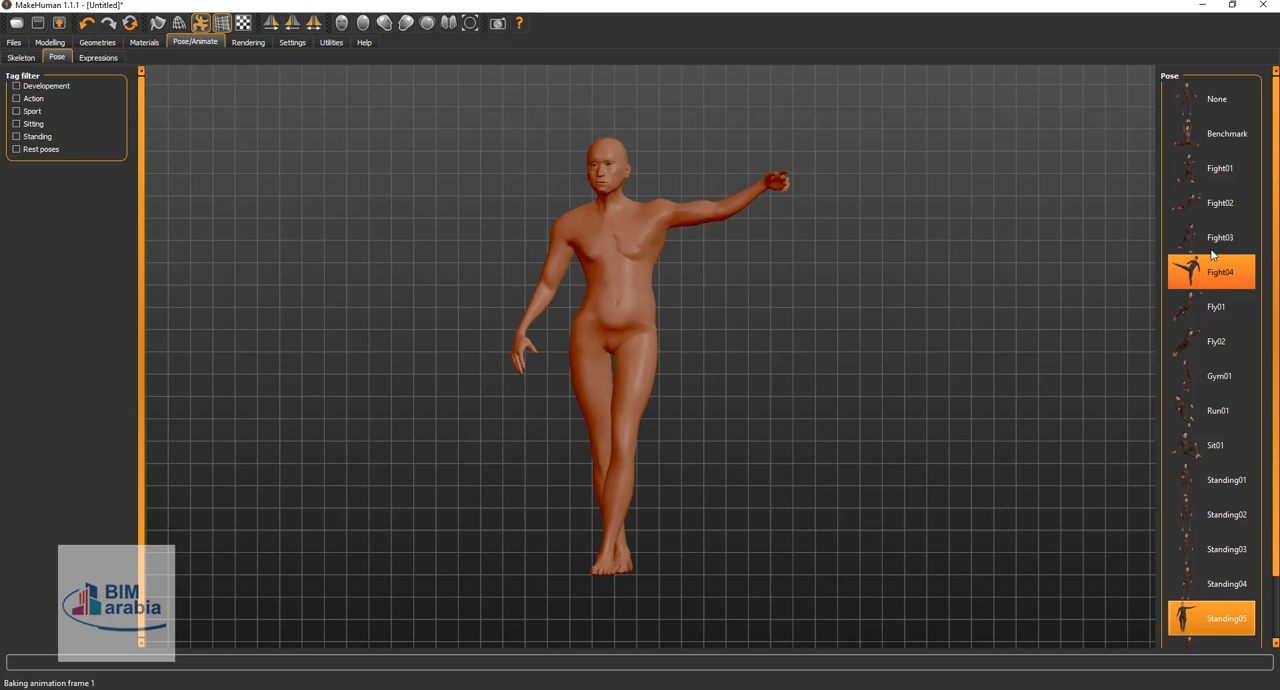 MakeHuman 1.1.1 - [Untitled]*
Files Modelling Geometries Materials Pose/Animate Rendering Settings Utilities Help
Skeleton Pose Expressions
Tag filter
Developement
Action
Sport
Sitting
Standing
Rest poses
Pose
None
Benchmark
Fight01
Fight02
Fight03
Fight04
Fly01
Fly02
Gym01
Run01
Sit01
Standing01
Standing02
Standing03
Standing04
Standing05
BIM
arabia
Baking animation frame 1